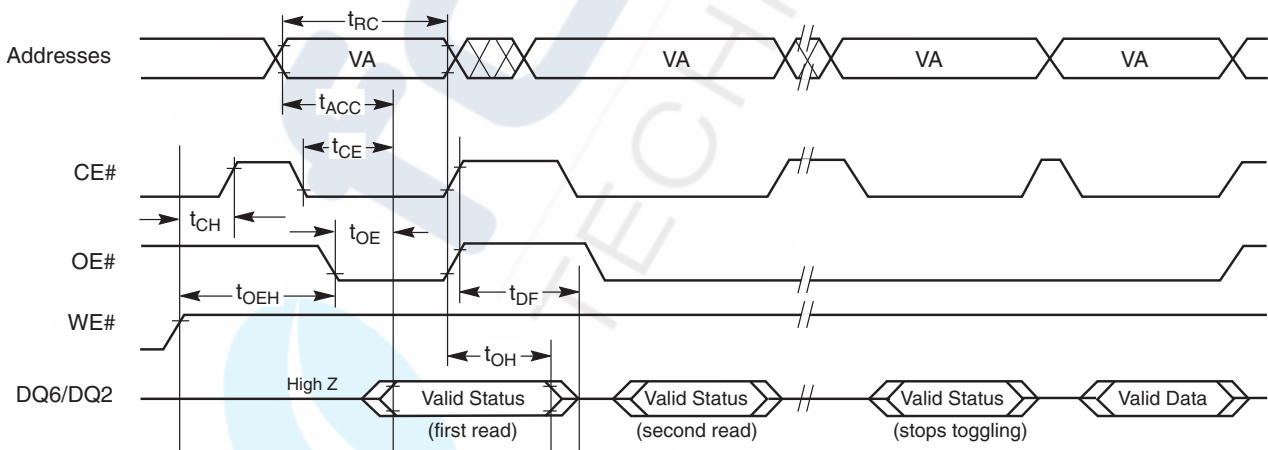 tRC
Addresses VA VA VA VA
tACC
tCE
CE#
tCH tOE
OE#
tOEH tDF
WE#
tOH
DQ6/DQ2 High Z Valid Status Valid Status Valid Status Valid Data
(first read) (second read) (stops toggling)
TECH